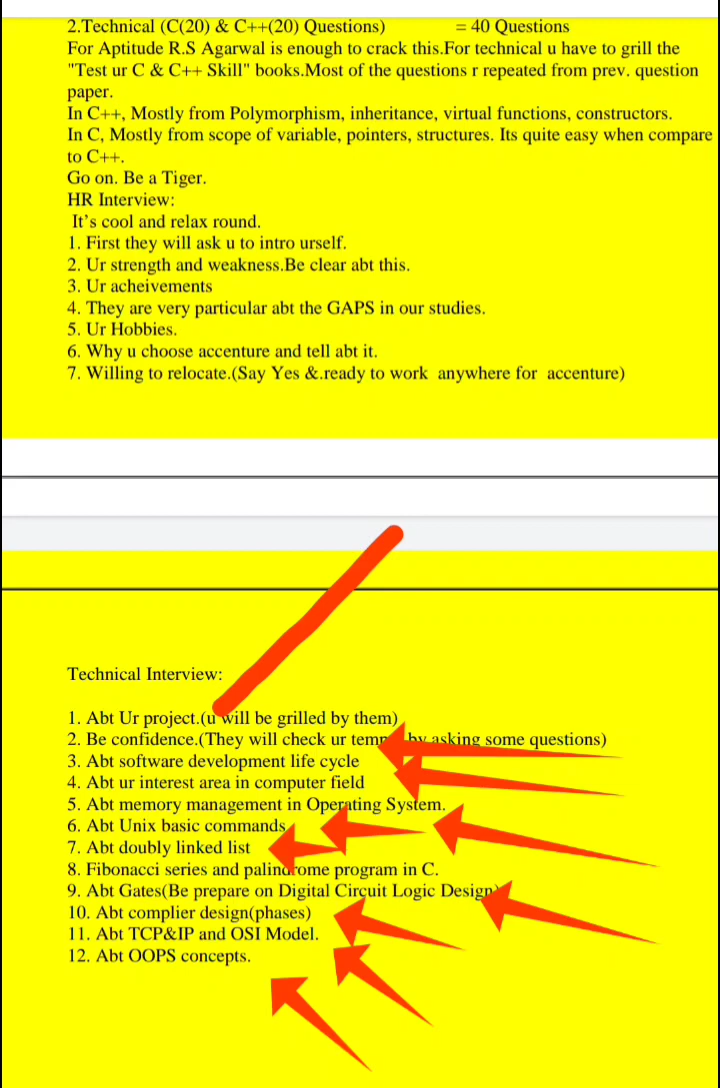 2.Technical (C(20) & C++(20) Questions) = 40 Questions
For Aptitude R.S Agarwal is enough to crack this.For technical u have to grill the
"Test ur C & C++ Skill" books.Most of the questions r repeated from prev. question
paper.
In C++, Mostly from Polymorphism, inheritance, virtual functions, constructors.
In C, Mostly from scope of variable, pointers, structures. Its quite easy when compare
to C++.
Go on. Be a Tiger.
HR Interview:
It's cool and relax round.
1. First they will ask u to intro urself.
2. Ur strength and weakness.Be clear abt this.
3. Ur acheivements
4. They are very particular abt the GAPS in our studies.
5. Ur Hobbies.
6. Why u choose accenture and tell abt it.
7. Willing to relocate.(Say Yes &.ready to work anywhere for accenture)
Technical Interview:
1. Abt Ur project.(u will be grilled by them)
2. Be confidence.(They will check ur by asking some questions)
3. Abt software development life cycle
4. Abt ur interest area in computer field
5. Abt memory management in Operating System.
6. Abt Unix basic commands
7. Abt doubly linked list
8. Fibonacci series and palindrome program in C.
9. Abt Gates(Be prepare on Digital Circuit Logic Design)
10. Abt complier design(phases)
11. Abt TCP&IP and OSI Model.
12. Abt OOPS concepts.